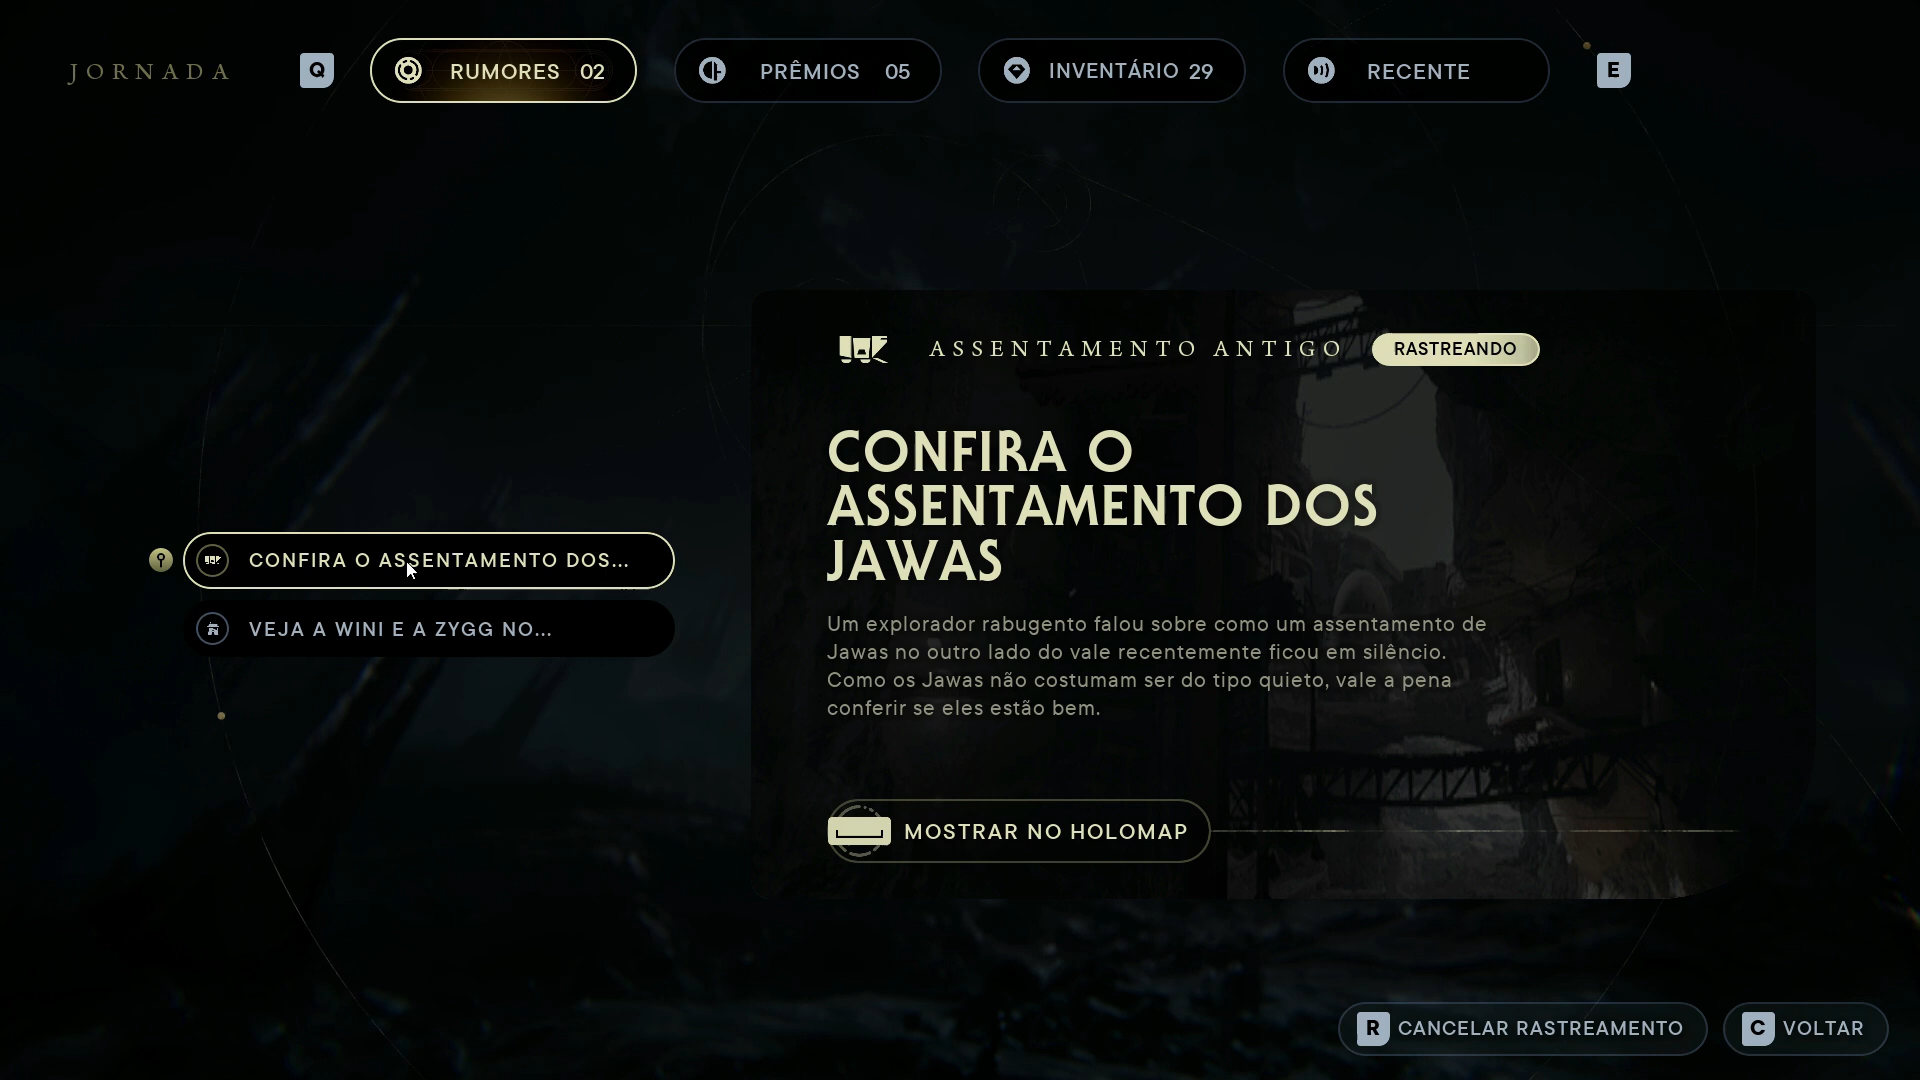 JORNADA
Q
RUMORES 02
PRÊMIOS 05
INVENTÁRIO 29
RECENTE
E
CONFIRA O ASSENTAMENTO DOS...
VEJA A WINI E A ZYGG NO...
ASSENTAMENTO ANTIGO
RASTREANDO
CONFIRA O
ASSENTAMENTO DOS
JAWAS
Um explorador rabugento falou sobre como um assentamento de
Jawas no outro lado do vale recentemente ficou em silêncio.
Como os Jawas não costumam ser do tipo quieto, vale a pena
conferir se eles estão bem.
MOSTRAR NO HOLOMAP
R CANCELAR RASTREAMENTO
C VOLTAR